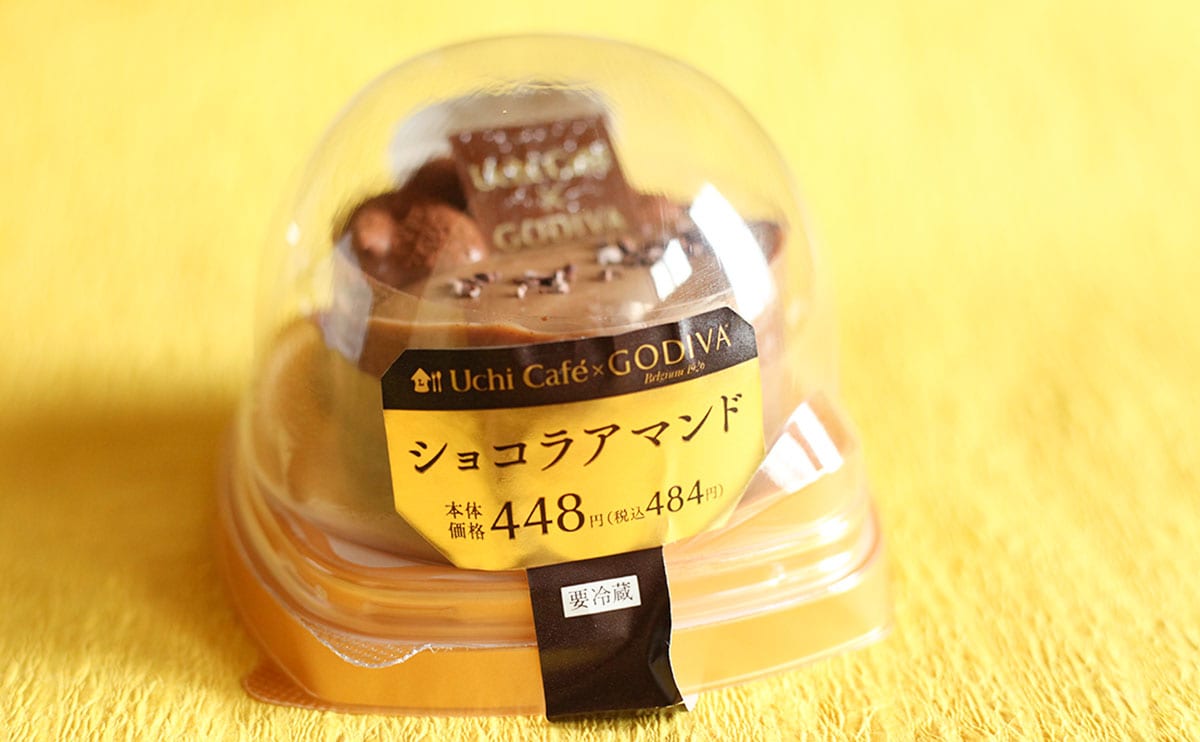 Uchi Café
×
GODIVA
Uchi Café×GODIVA
Belgium 1926
ショコラアマンド
本体
価格448円(税込484円)
要冷蔵